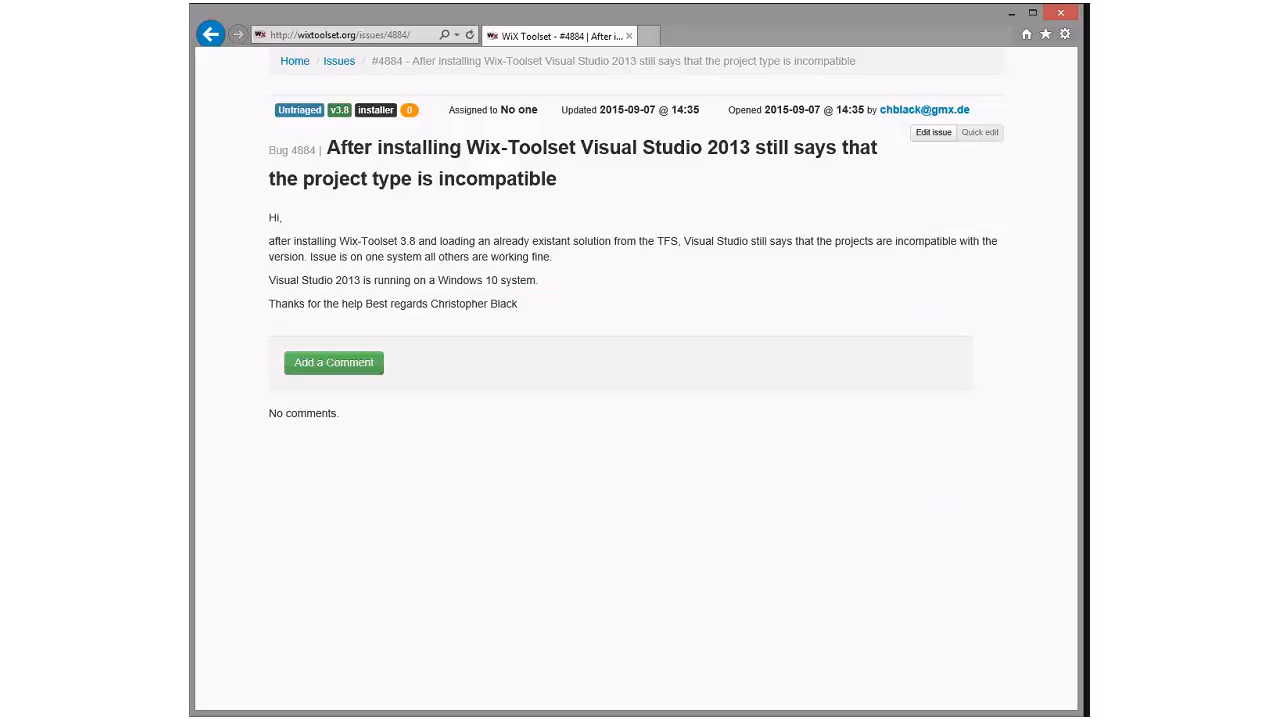 http://wixtoolset.org/issues/4884/
WiX Toolset - #4884 | After i...
Home / Issues / #4884 - After installing Wix-Toolset Visual Studio 2013 still says that the project type is incompatible
Untriaged v3.8 installer 0 Assigned to No one Updated 2015-09-07 @ 14:35 Opened 2015-09-07 @ 14:35 by chblack@gmx.de
Edit issue Quick edit
Bug 4884 | After installing Wix-Toolset Visual Studio 2013 still says that
the project type is incompatible
Hi,
after installing Wix-Toolset 3.8 and loading an already existant solution from the TFS, Visual Studio still says that the projects are incompatible with the
version. Issue is on one system all others are working fine.
Visual Studio 2013 is running on a Windows 10 system.
Thanks for the help Best regards Christopher Black
Add a Comment
No comments.